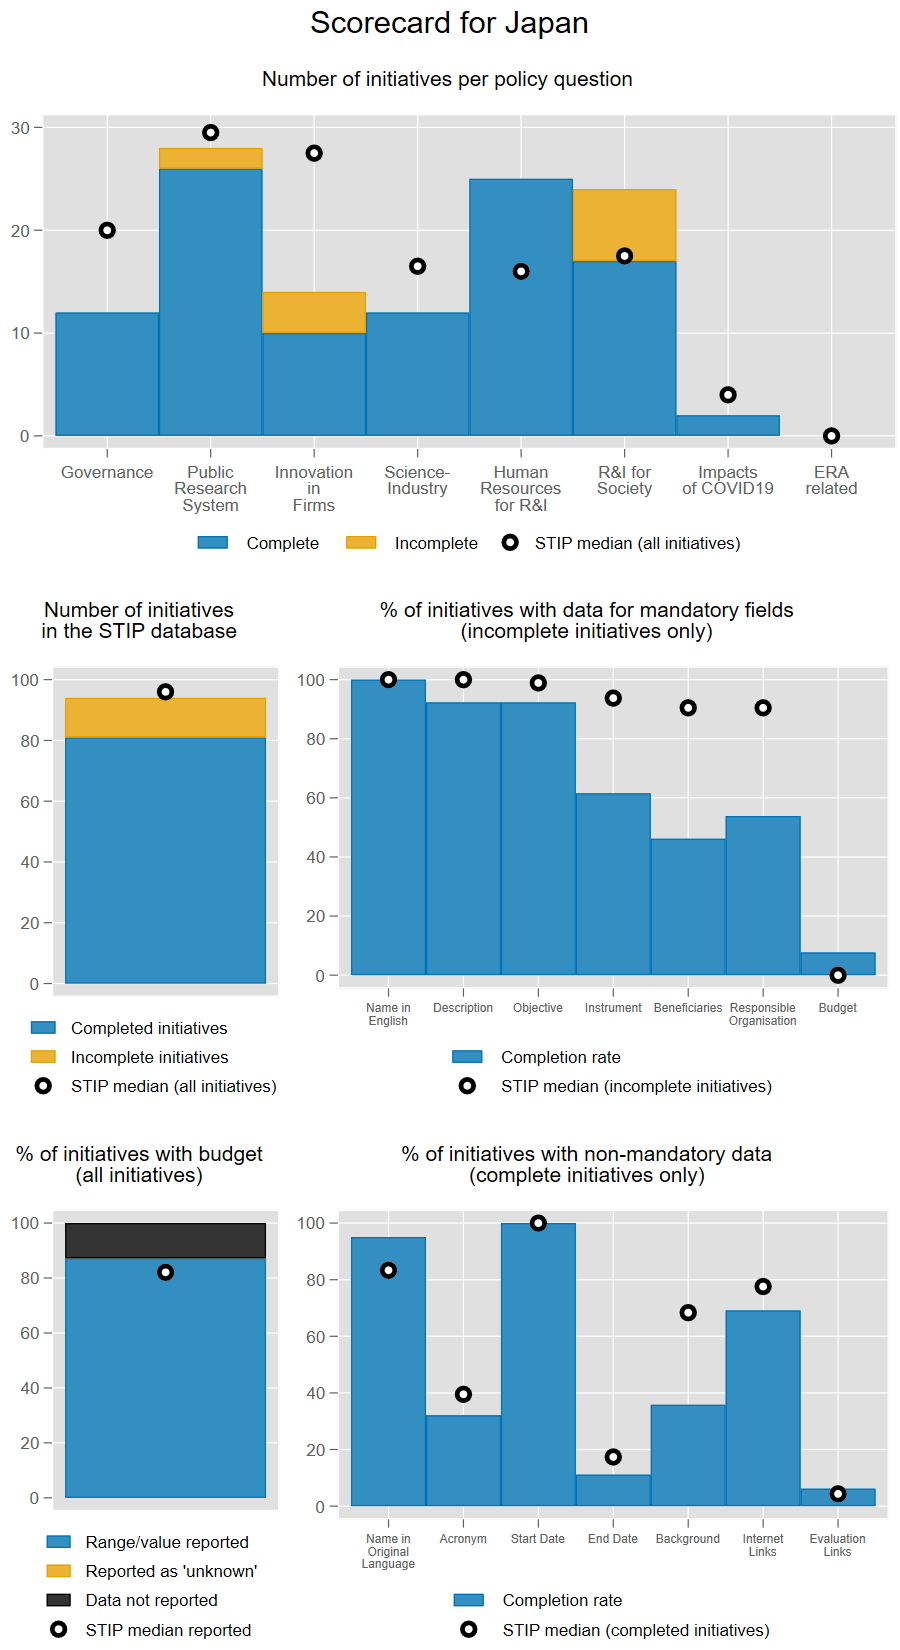 Scorecard for Japan
Number of initiatives per policy question
30
20
10
0
Governance
Public
Research
System
Innovation
in
Firms
Science-
Industry
Human
Resources
for R&I
R&I for
Society
Impacts
of COVID19
ERA
related
Complete
Incomplete
STIP median (all initiatives)
Number of initiatives
in the STIP database
100
80
60
40
20
0
Completed initiatives
Incomplete initiatives
STIP median (all initiatives)
% of initiatives with data for mandatory fields
(incomplete initiatives only)
100
80
60
40
20
0
Name in
English
Description
Objective
Instrument
Beneficiaries
Responsible
Organisation
Budget
Completion rate
STIP median (incomplete initiatives)
% of initiatives with budget
(all initiatives)
100
80
60
40
20
0
Range/value reported
Reported as 'unknown'
Data not reported
STIP median reported
% of initiatives with non-mandatory data
(complete initiatives only)
100
80
60
40
20
0
Name in
Original
Language
Acronym
Start Date
End Date
Background
Internet
Links
Evaluation
Links
Completion rate
STIP median (completed initiatives)